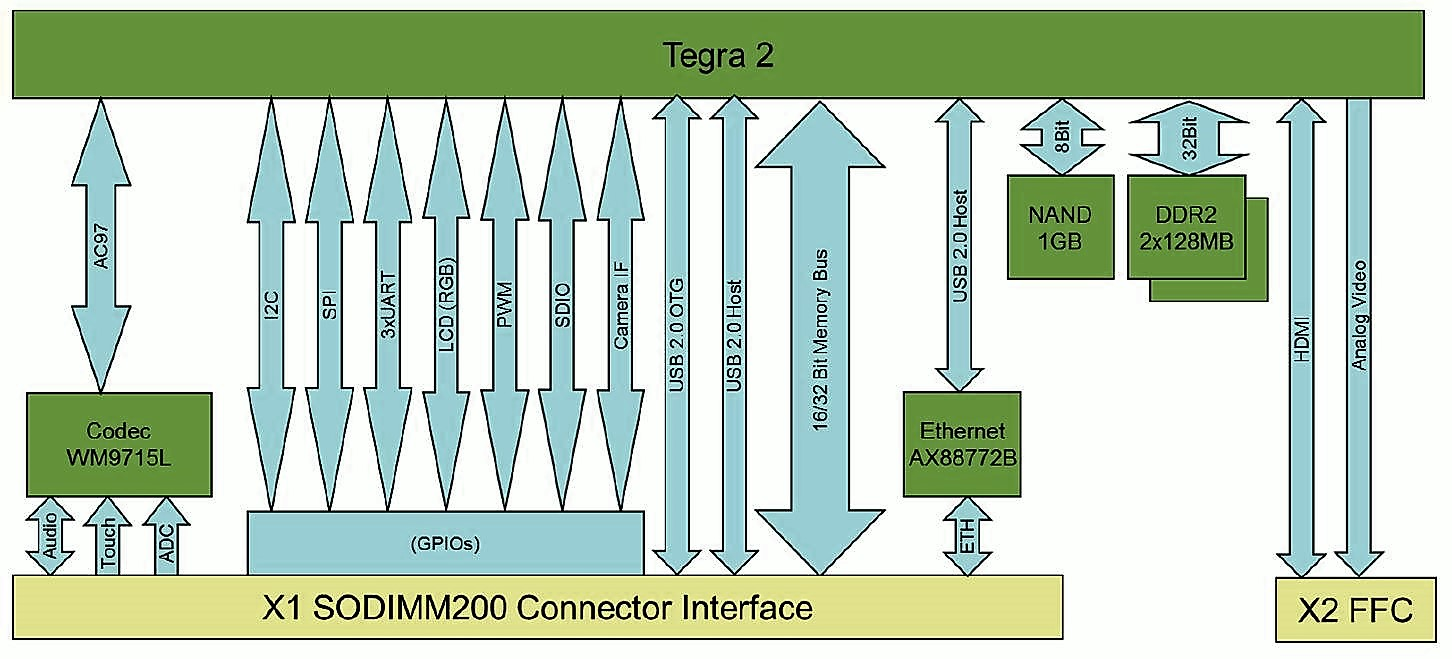 Tegra 2
AC97
I2C
SPI
3xUART
LCD (RGB)
PWM
SDIO
Camera IF
USB 2.0 OTG
USB 2.0 Host
16/32 Bit Memory Bus
USB 2.0 Host
8Bit
32Bit
NAND
1GB
DDR2
2x128MB
HDMI
Analog Video
Codec
WM9715L
Ethernet
AX88772B
Audio
Touch
ADC
(GPIOs)
ETH
X1 SODIMM200 Connector Interface
X2 FFC